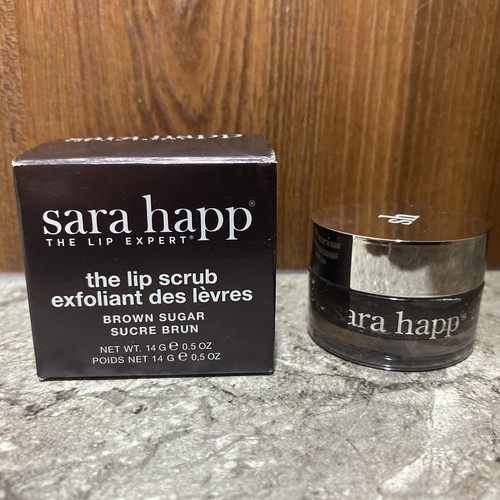 sara happ®
THE LIP EXPERT®
the lip scrub
exfoliant des lèvres
BROWN SUGAR
SUCRE BRUN
NET WT. 14 G ℮ 0.5 OZ
POIDS NET 14 G ℮ 0,5 OZ
sara happ®